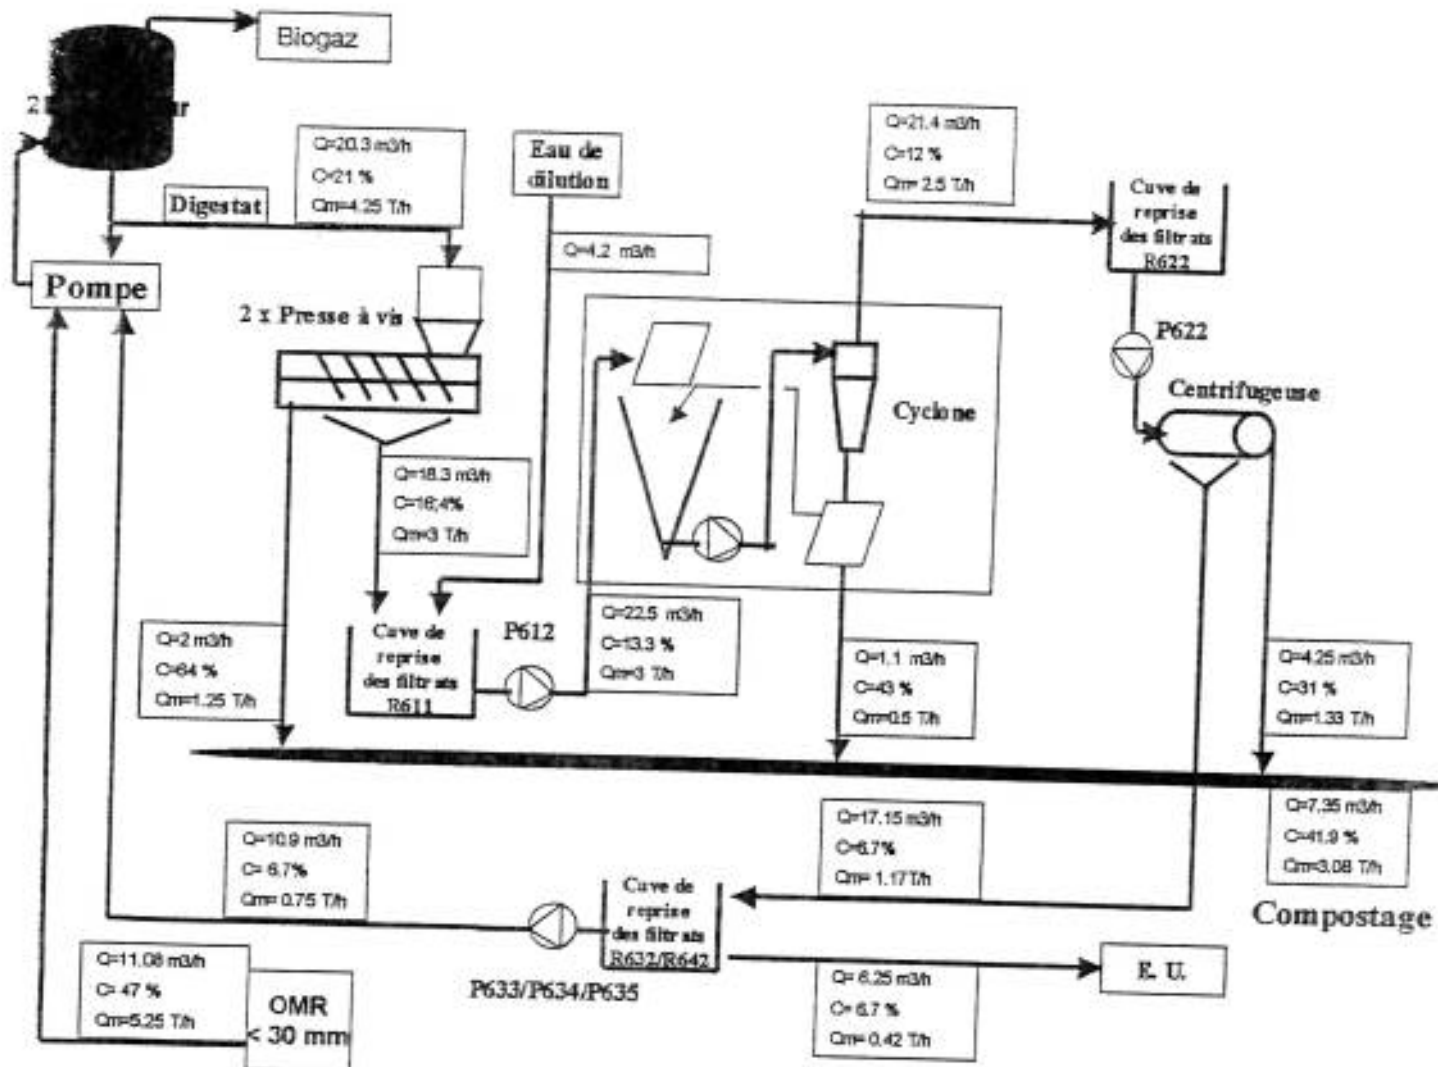 Biogaz
2
Q=20.3 m3/h
C=21 %
Qm=4.25 T/h
Digestat
Eau de
dilution
Q=4.2 m3/h
Q=21.4 m3/h
C=12 %
Qm= 2.5 T/h
Cuve de
reprise
des filtrats
R622
Pompe
2 x Presse à vis
P622
Centrifugeuse
Cyclone
Q=18.3 m3/h
C=16;4%
Qm=3 T/h
Q=2 m3/h
C=64 %
Qm=1.25 T/h
Cuve de
reprise
des filtrats
R611
P612
Q=22.5 m3/h
C=13.3 %
Qm=3 T/h
Q=1.1 m3/h
C=43 %
Qm=0.5 T/h
Q=4.25 m3/h
C=31 %
Qm=1.33 T/h
Q=10.9 m3/h
C= 6.7%
Qm= 0.75 T/h
Q=17.15 m3/h
C=6.7%
Qm= 1.17T/h
Q=7,35 m3/h
C=41,9 %
Qm=3,08 T/h
Compostage
Cuve de
reprise
des filtrats
R632/R642
P633/P634/P635
Q=11.08 m3/h
C= 47 %
Qm=5.25 T/h
OMR
< 30 mm
Q= 6.25 m3/h
C= 6.7 %
Qm= 0.42 T/h
E. U.